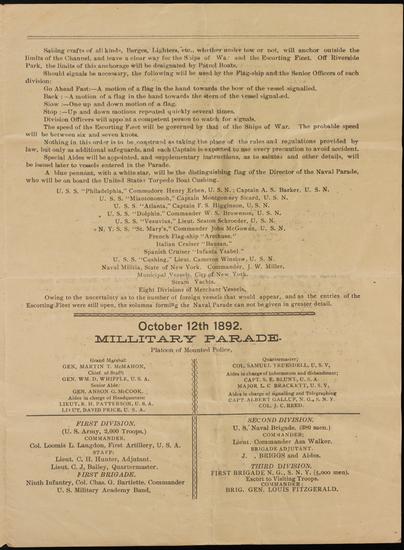 Sailing crafts of all kinds, Barges, Lighters, etc., whether under tow or not, will anchor outside the
limits of the Channel, and leave a clear way for the Ships of War and the Escorting Fleet. Off Riverside
Park, the limits of this anchorage will be designated by Patrol Boats.
Should signals be necessary, the following will be used by the Flag-ship and the Senior Officers of each
division:
Go Ahead Fast:—A motion of a flag in the hand towards the bow of the vessel signalled.
Back:—A motion of a flag in the hand towards the stern of the vessel signalled.
Slow:—One up and down motion of a flag.
Stop:—Up and down motions repeated quickly several times.
Division Officers will appoint a competent person to watch for signals.
The speed of the Escorting Fleet will be governed by that of the Ships of War. The probable speed
will be between six and seven knots.
Nothing in this order is to be construed as taking the place of the rules and regulations provided by
law, but only as additional safeguards, and each Captain is expected to use every precaution to avoid accident.
Special Aides will be appointed, and supplementary instructions, as to salutes and other details, will
be issued later to vessels entered in the Parade.
A blue pennant, with a white star, will be the distinguishing flag of the Director of the Naval Parade,
who will be on board the United States Torpedo Boat Cushing.
U. S. S. "Philadelphia," Commodore Henry Erben, U. S. N.; Captain A. S. Barker, U. S. N.
U. S. S. "Miantonomoh," Captain Montgomery Sicard, U. S. N.
U. S. S. "Atlanta," Captain F. S. Higginson, U. S. N.
U. S. S. "Dolphin," Commander W. S. Brownson, U. S. N.
U. S. S. "Vesuvius," Lieut. Seaton Schroeder, U. S. N.
N. Y. S. S. "St. Mary's," Commander John McGowan, U. S. N.
French Flag-ship "Arethuse."
Italian Cruiser "Bausan."
Spanish Cruiser "Infanta Ysabel."
U. S. S. "Cushing," Lieut. Cameron Winslow, U. S. N.
Naval Militia, State of New York. Commander, J. W. Miller.
Municipal Vessels, City of New York.
Steam Yachts.
Eight Divisions of Merchant Vessels.
Owing to the uncertainty as to the number of foreign vessels that would appear, and as the entries of the
Escorting Fleet were still open, the columns forming the Naval Parade can not be given in greater detail.
October 12th 1892.
MILLITARY PARADE.
Platoon of Mounted Police,
Grand Marshal:
GEN. MARTIN T. McMAHON,
Chief of Staff:
GEN. WM. D. WHIPPLE, U. S. A.
Senior Aide:
GEN. ANSON G. McCOOK,
Aides in charge of Headquarters:
LIEUT. R. H. PATTERSON, U. S. A.
LIEUT. DAVID PRICE, U. S. A.
FIRST DIVISION.
(U. S. Army, 2,000 Troops.)
COMMANDER,
Col. Loomis L. Langdon, First Artillery, U. S. A.
STAFF:
Lieut. C. H. Hunter, Adjutant.
Lieut. C. J. Bailey, Quartermaster.
FIRST BRIGADE.
Ninth Infantry, Col. Chas. G. Bartlette, Commander
U. S. Military Academy Band,
Quartermaster;
COL. SAMUEL TRUESDELL, U. S. V,
Aides in charge of Information and disbandment;
CAPT. S. E. BLUNT, U. S. A.
MAJOR L. C BRACKETT, U. S. V,
Aides in charge of signalling and Telegraphing
CAPT ALBERT GALLUP, N. G., S. N. Y.
COL. J. C. REED.
SECOND DIVISION.
U. S. Naval Brigade. (380 men.)
COMMANDER;
Lieut. Commander Asa Walker.
BRIGADE ADJUTANT.
J. BRIGGS and Aides.
THIRD DIVISION.
FIRST BRIGADE N. G., S. N. Y. (5,000 men).
Escort to Visiting Troops.
COMMANDER:
BRIG. GEN. LOUIS FITZGERALD.